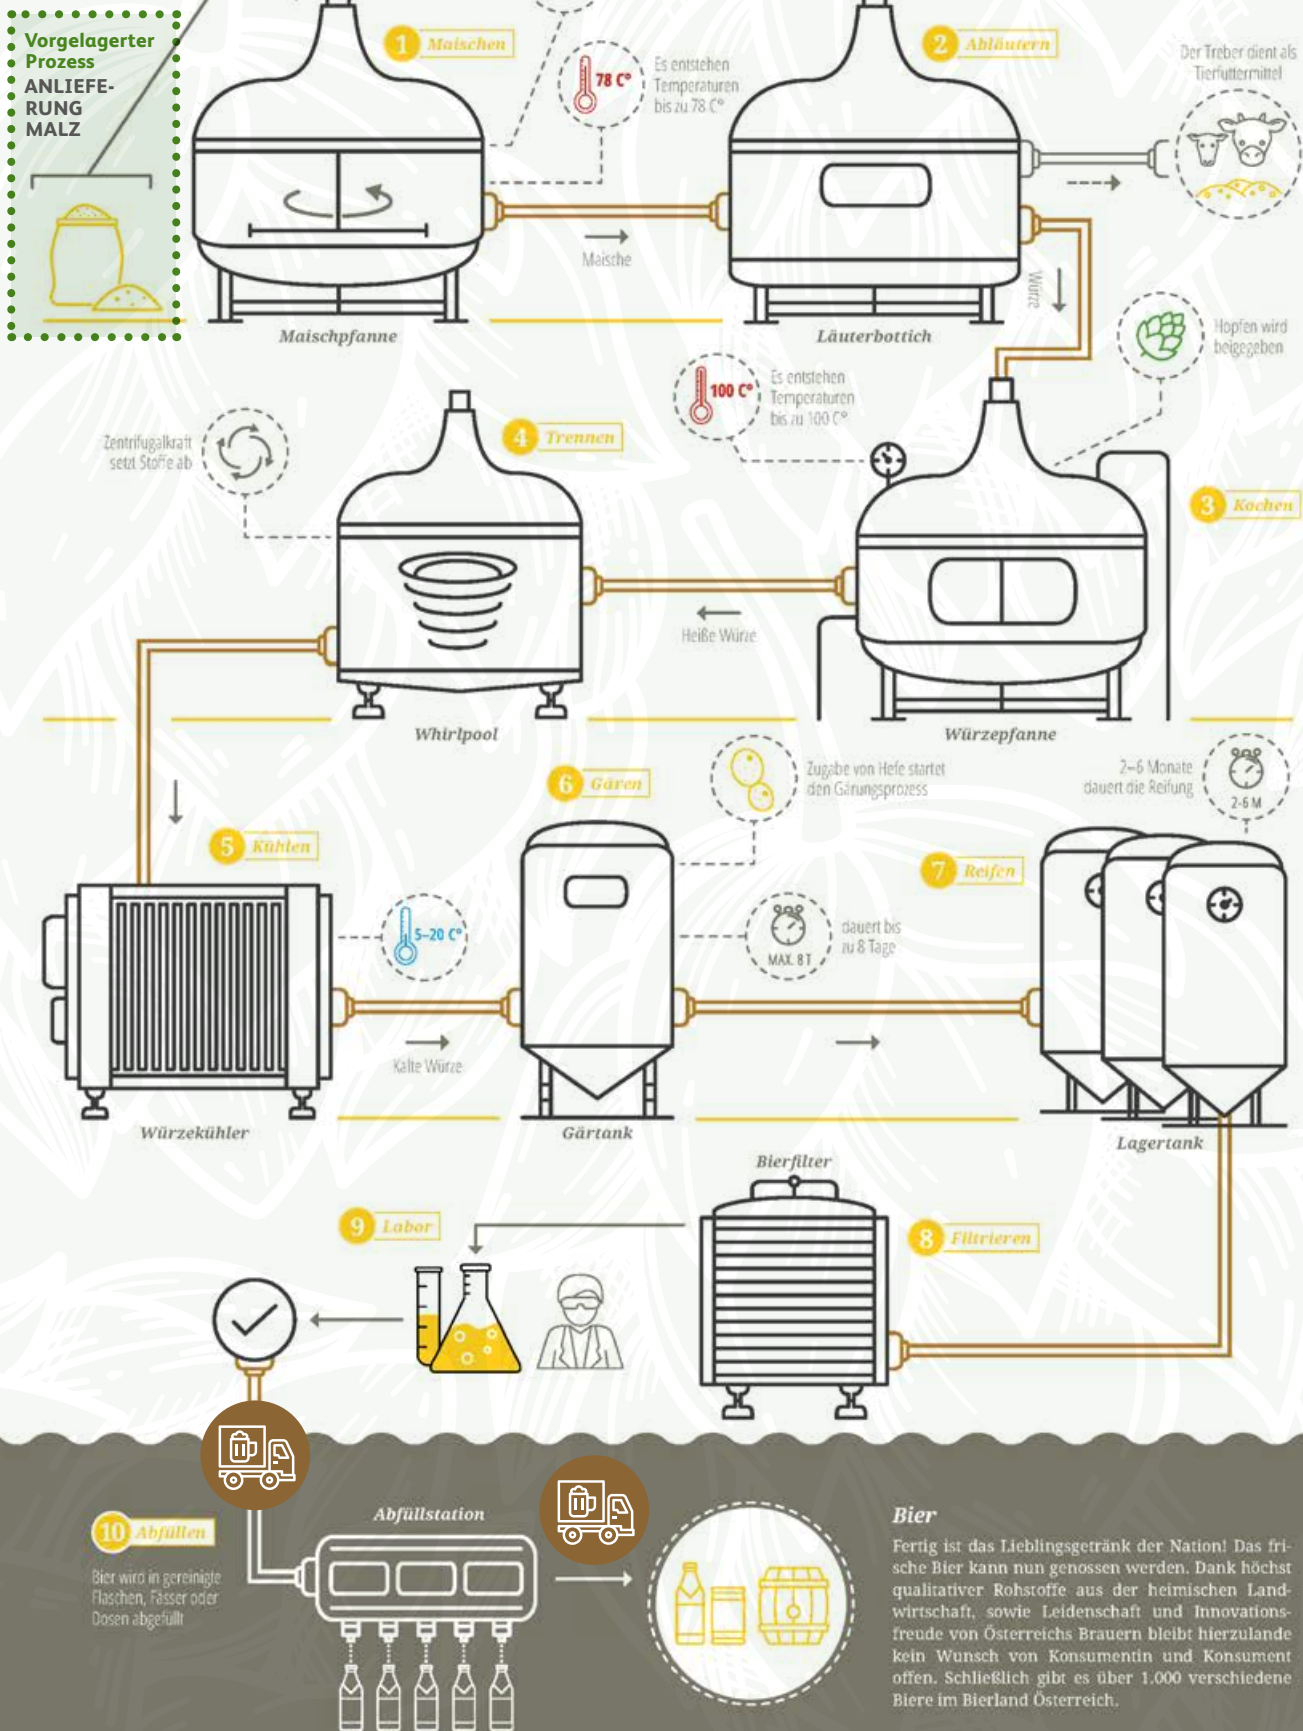 Vorgelagerter
Prozess
ANLIEFE-
RUNG
MALZ
1 Maischen
78 C°
Es entstehen
Temperaturen
bis zu 78 C°
2 Abläutern
Der Treber dient als
Tierfuttermittel
Maische
Würze
Maischpfanne
Läuterbottich
Hopfen wird
beigegeben
100 C°
Es entstehen
Temperaturen
bis zu 100 C°
Zentrifugalkraft
setzt Stoffe ab
4 Trennen
3 Kochen
Heiße Würze
Whirlpool
Würzepfanne
6 Gären
Zugabe von Hefe startet
den Gärungsprozess
2–6 Monate
dauert die Reifung
2-6 M
5 Kühlen
7 Reifen
5–20 C°
MAX. 8 T
dauert bis
zu 8 Tage
Kalte Würze
Würzekühler
Gärtank
Lagertank
Bierfilter
9 Labor
8 Filtrieren
10 Abfüllen
Bier wird in gereinigte
Flaschen, Fässer oder
Dosen abgefüllt
Abfüllstation
Bier
Fertig ist das Lieblingsgetränk der Nation! Das fri-
sche Bier kann nun genossen werden. Dank höchst
qualitativer Rohstoffe aus der heimischen Land-
wirtschaft, sowie Leidenschaft und Innovations-
freude von Österreichs Brauern bleibt hierzulande
kein Wunsch von Konsumentin und Konsument
offen. Schließlich gibt es über 1.000 verschiedene
Biere im Bierland Österreich.